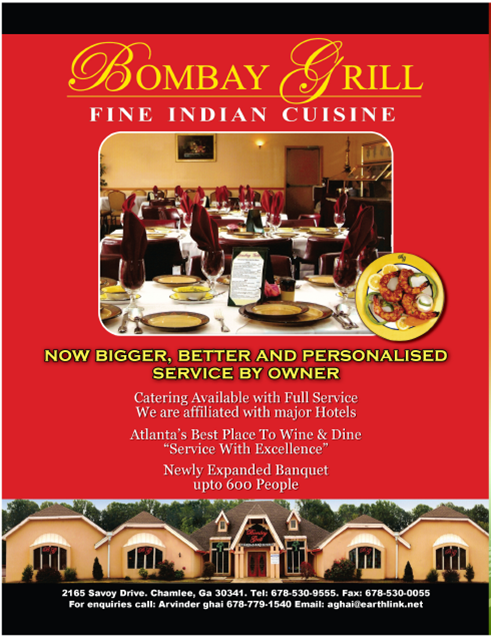 BOMBAY GRILL
FINE INDIAN CUISINE
NOW BIGGER, BETTER AND PERSONALISED
SERVICE BY OWNER
Catering Available with Full Service
We are affiliated with major Hotels
Atlanta's Best Place To Wine & Dine
“Service With Excellence”
Newly Expanded Banquet
upto 600 People
2165 Savoy Drive. Chamlee, Ga 30341. Tel: 678-530-9555. Fax: 678-530-0055
For enquiries call: Arvinder ghai 678-779-1540 Email: aghai@earthlink.net